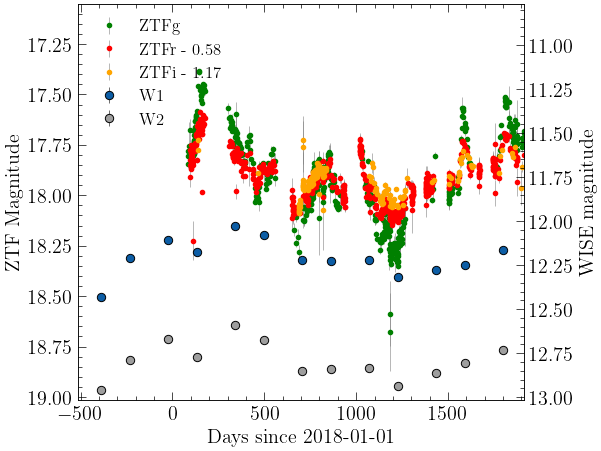 ZTFg
ZTFr - 0.58
ZTFi - 1.17
W1
W2
17.25
17.50
17.75
18.00
18.25
18.50
18.75
19.00
ZTF Magnitude
11.00
11.25
11.50
11.75
12.00
12.25
12.50
12.75
13.00
WISE magnitude
−500 0 500 1000 1500
Days since 2018-01-01